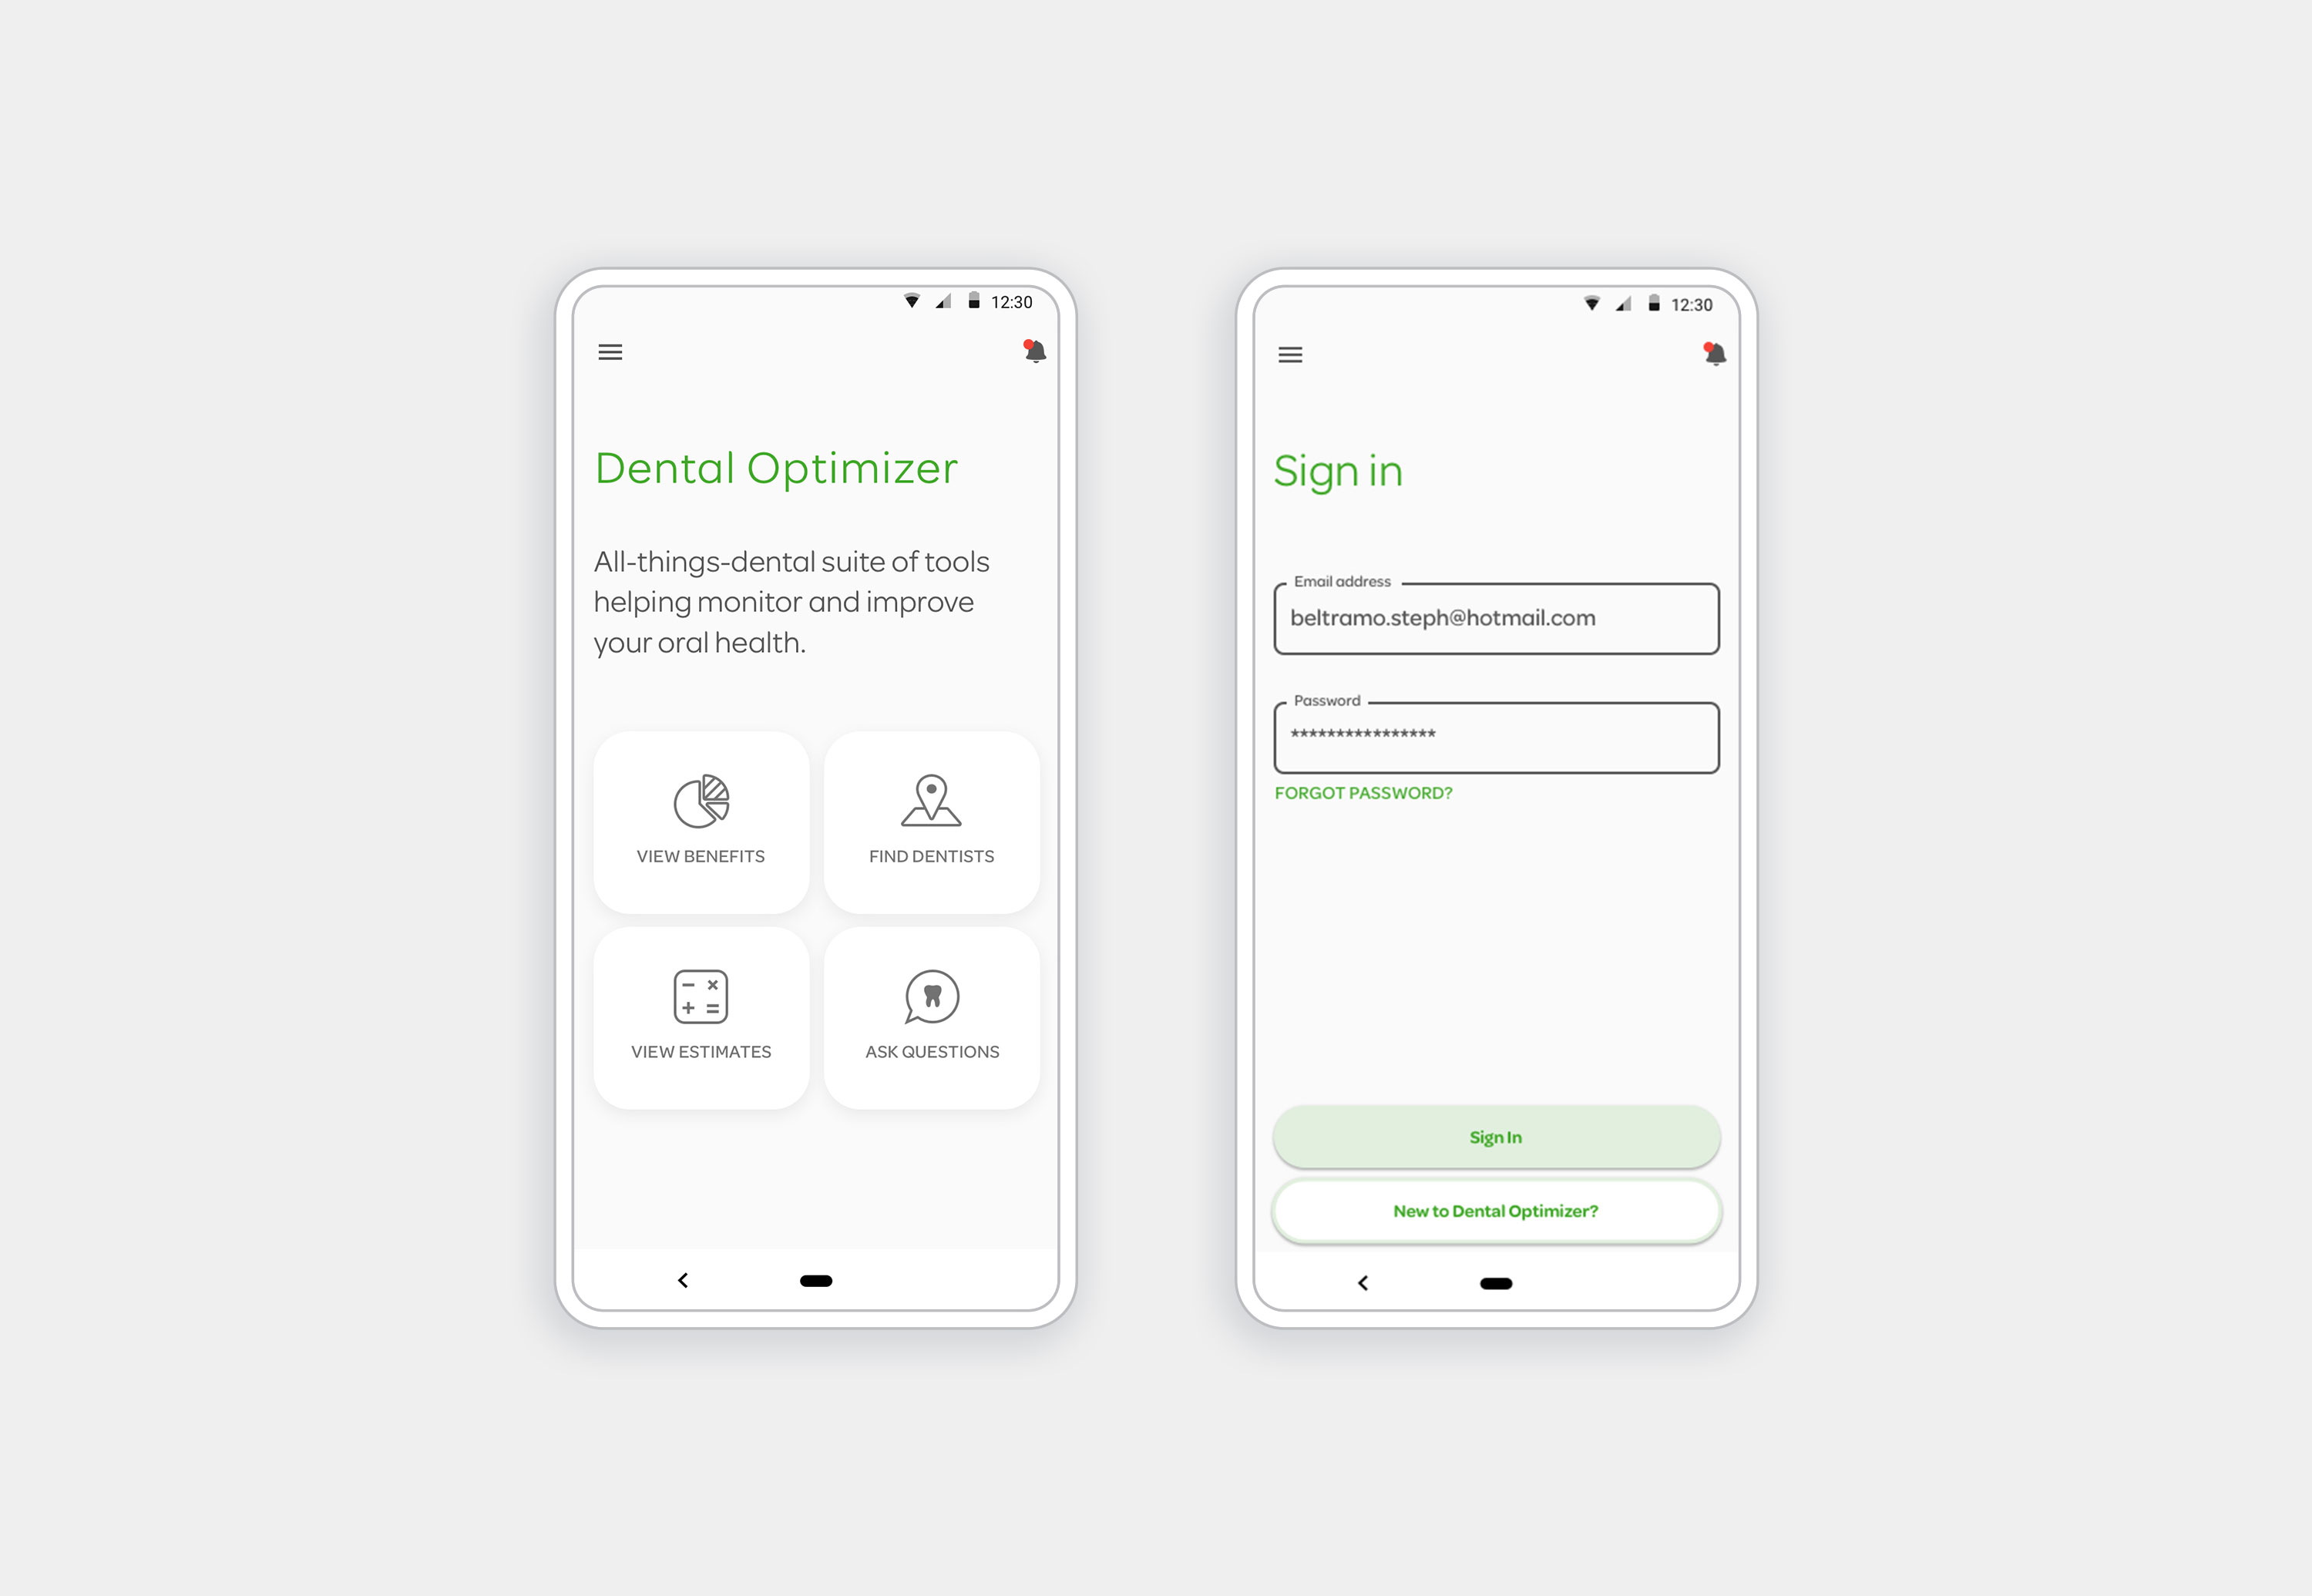 12:30
Dental Optimizer
All-things-dental suite of tools
helping monitor and improve
your oral health.
VIEW BENEFITS
FIND DENTISTS
VIEW ESTIMATES
ASK QUESTIONS
12:30
Sign in
Email address
beltramo.steph@hotmail.com
Password
****************
FORGOT PASSWORD?
Sign In
New to Dental Optimizer?